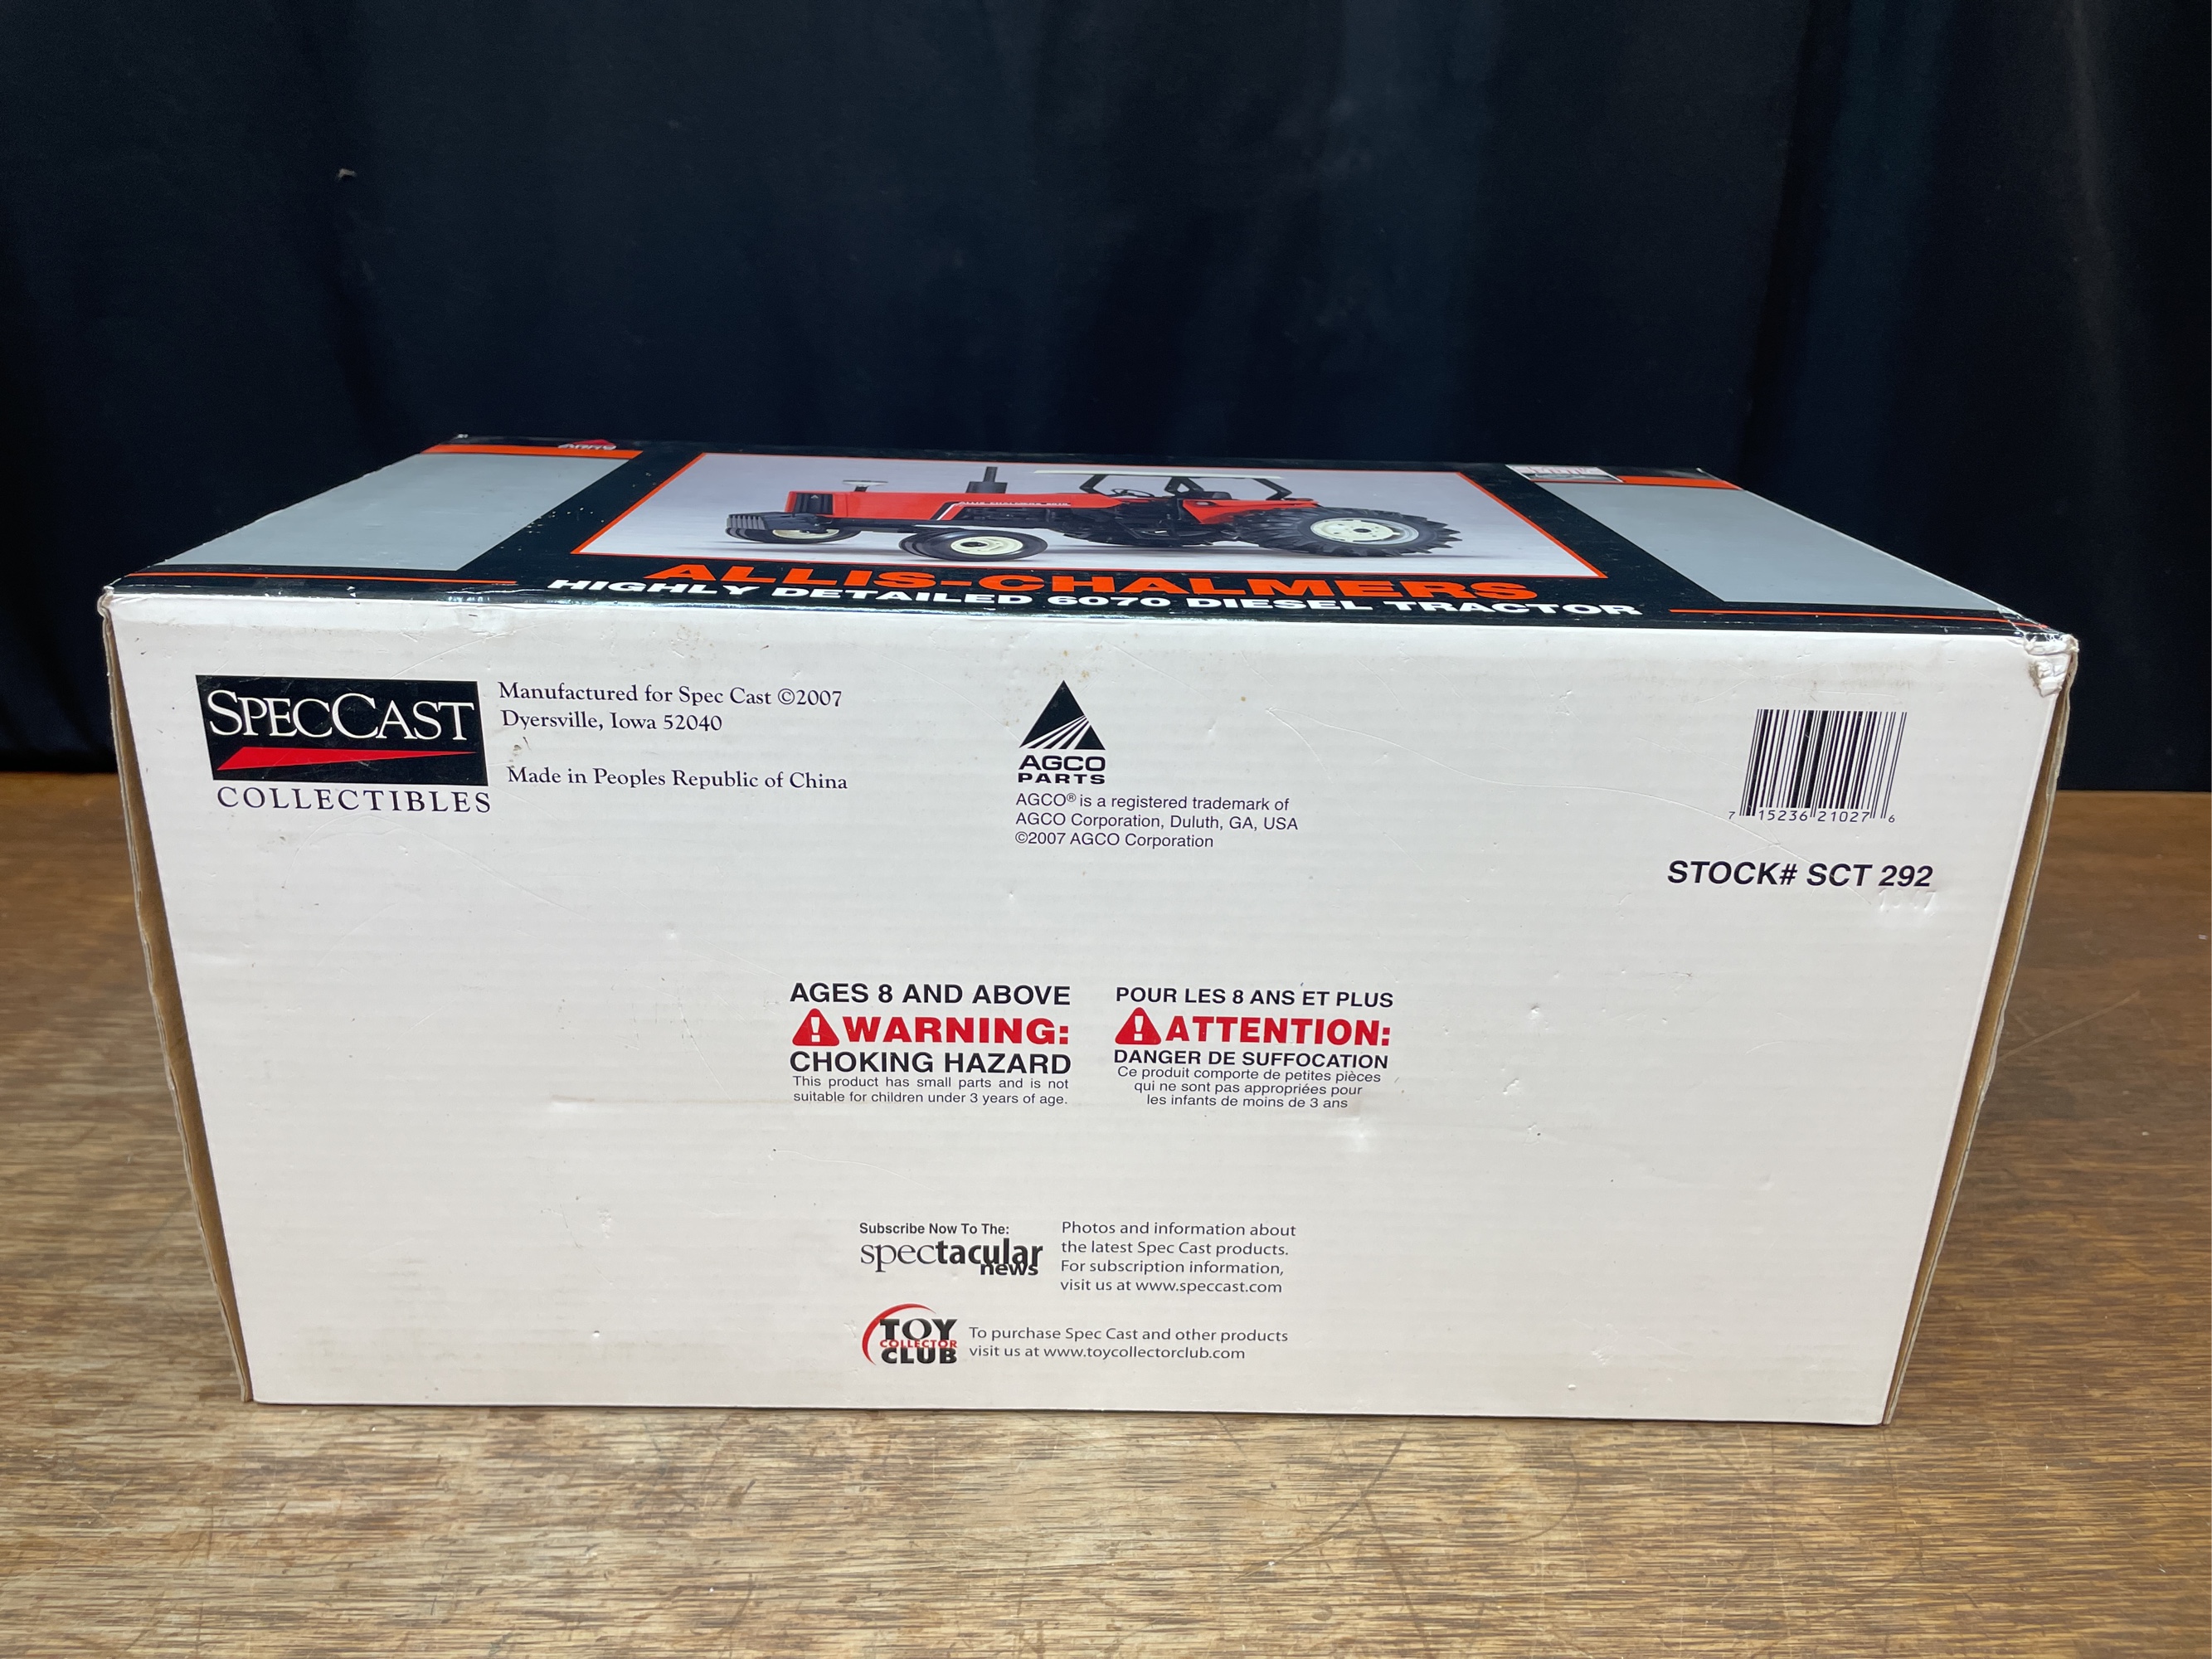 ALLIS-CHALMERS
HIGHLY DETAILED 6070 DIESEL TRACTOR
SPECCAST
COLLECTIBLES
Manufactured for Spec Cast ©2007
Dyersville, Iowa 52040
Made in Peoples Republic of China
AGCO
PARTS
AGCO® is a registered trademark of
AGCO Corporation, Duluth, GA, USA
©2007 AGCO Corporation
7 15236 21027 6
STOCK# SCT 292
AGES 8 AND ABOVE
WARNING:
CHOKING HAZARD
This product has small parts and is not
suitable for children under 3 years of age.
POUR LES 8 ANS ET PLUS
ATTENTION:
DANGER DE SUFFOCATION
Ce produit comporte de petites pièces
qui ne sont pas appropriées pour
les infants de moins de 3 ans
Subscribe Now To The:
spectacular
news
Photos and information about
the latest Spec Cast products.
For subscription information,
visit us at www.speccast.com
TOY
COLLECTOR
CLUB
To purchase Spec Cast and other products
visit us at www.toycollectorclub.com